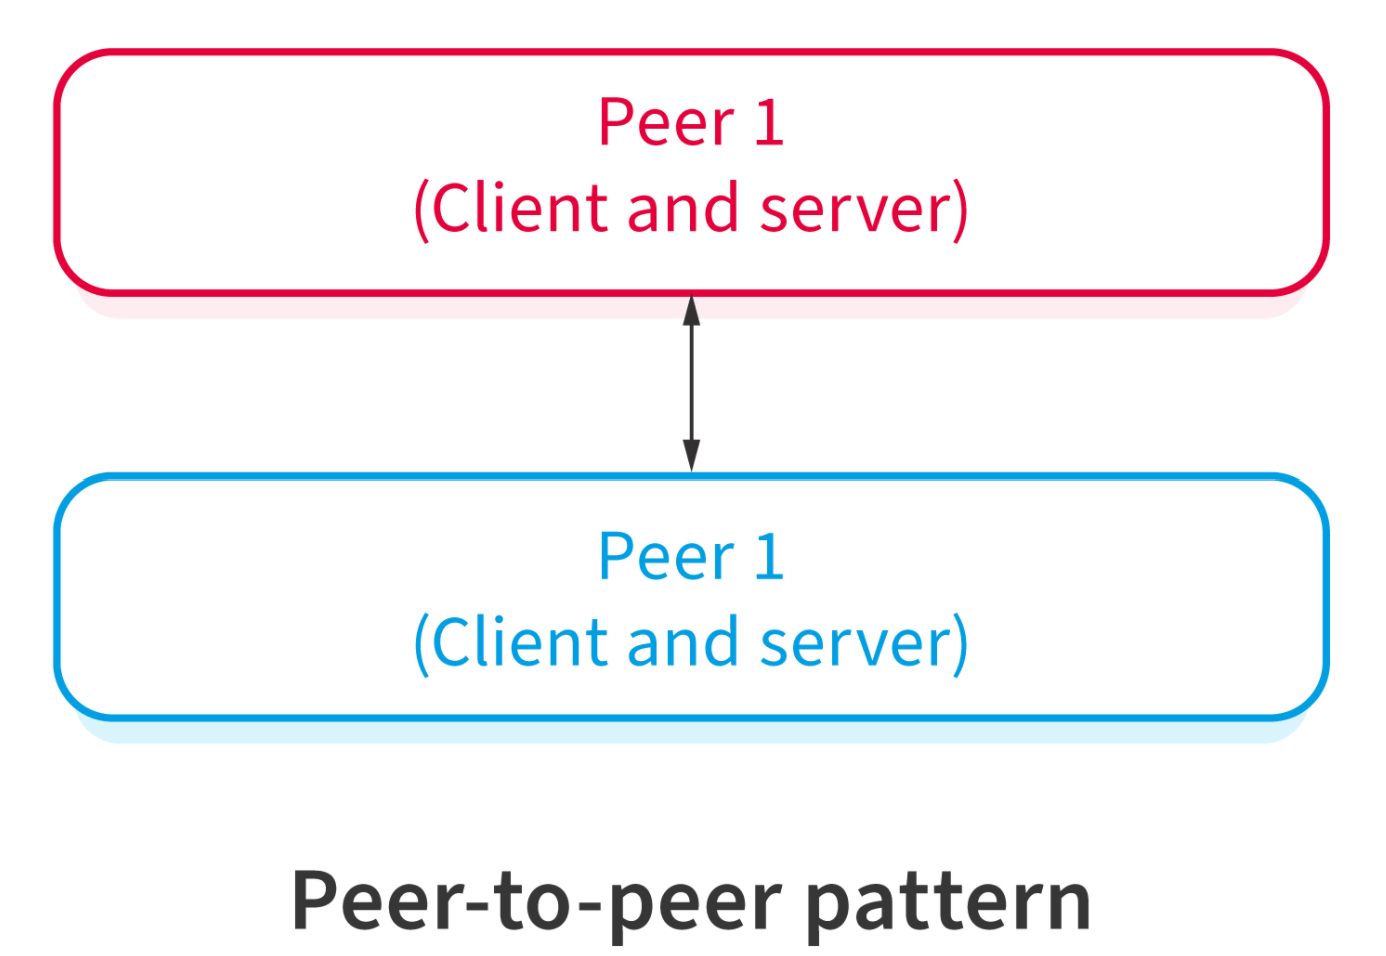 Peer 1
(Client and server)
Peer 1
(Client and server)
Peer-to-peer pattern